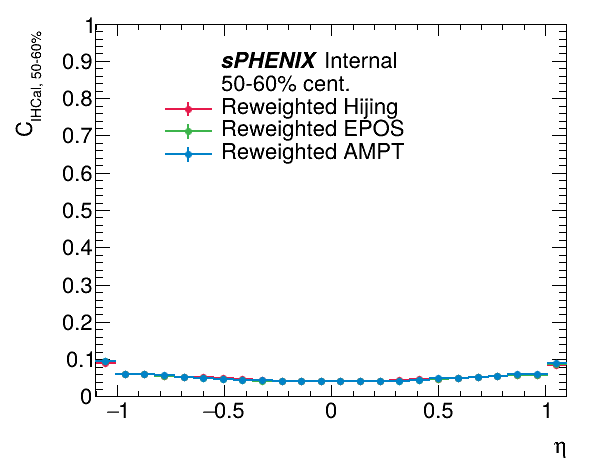 C_IHCal, 50-60%
1
0.9
0.8
0.7
0.6
0.5
0.4
0.3
0.2
0.1
0
sPHENIX Internal
50-60% cent.
Reweighted Hijing
Reweighted EPOS
Reweighted AMPT
−1 −0.5 0 0.5 1
η